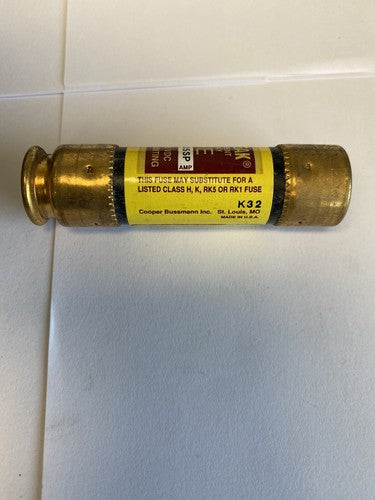 THIS FUSE MAY SUBSTITUTE FOR A
LISTED CLASS H, K, RK5 OR RK1 FUSE
K32
Cooper Bussmann Inc. St. Louis, MO
MADE IN U.S.A.
AMP